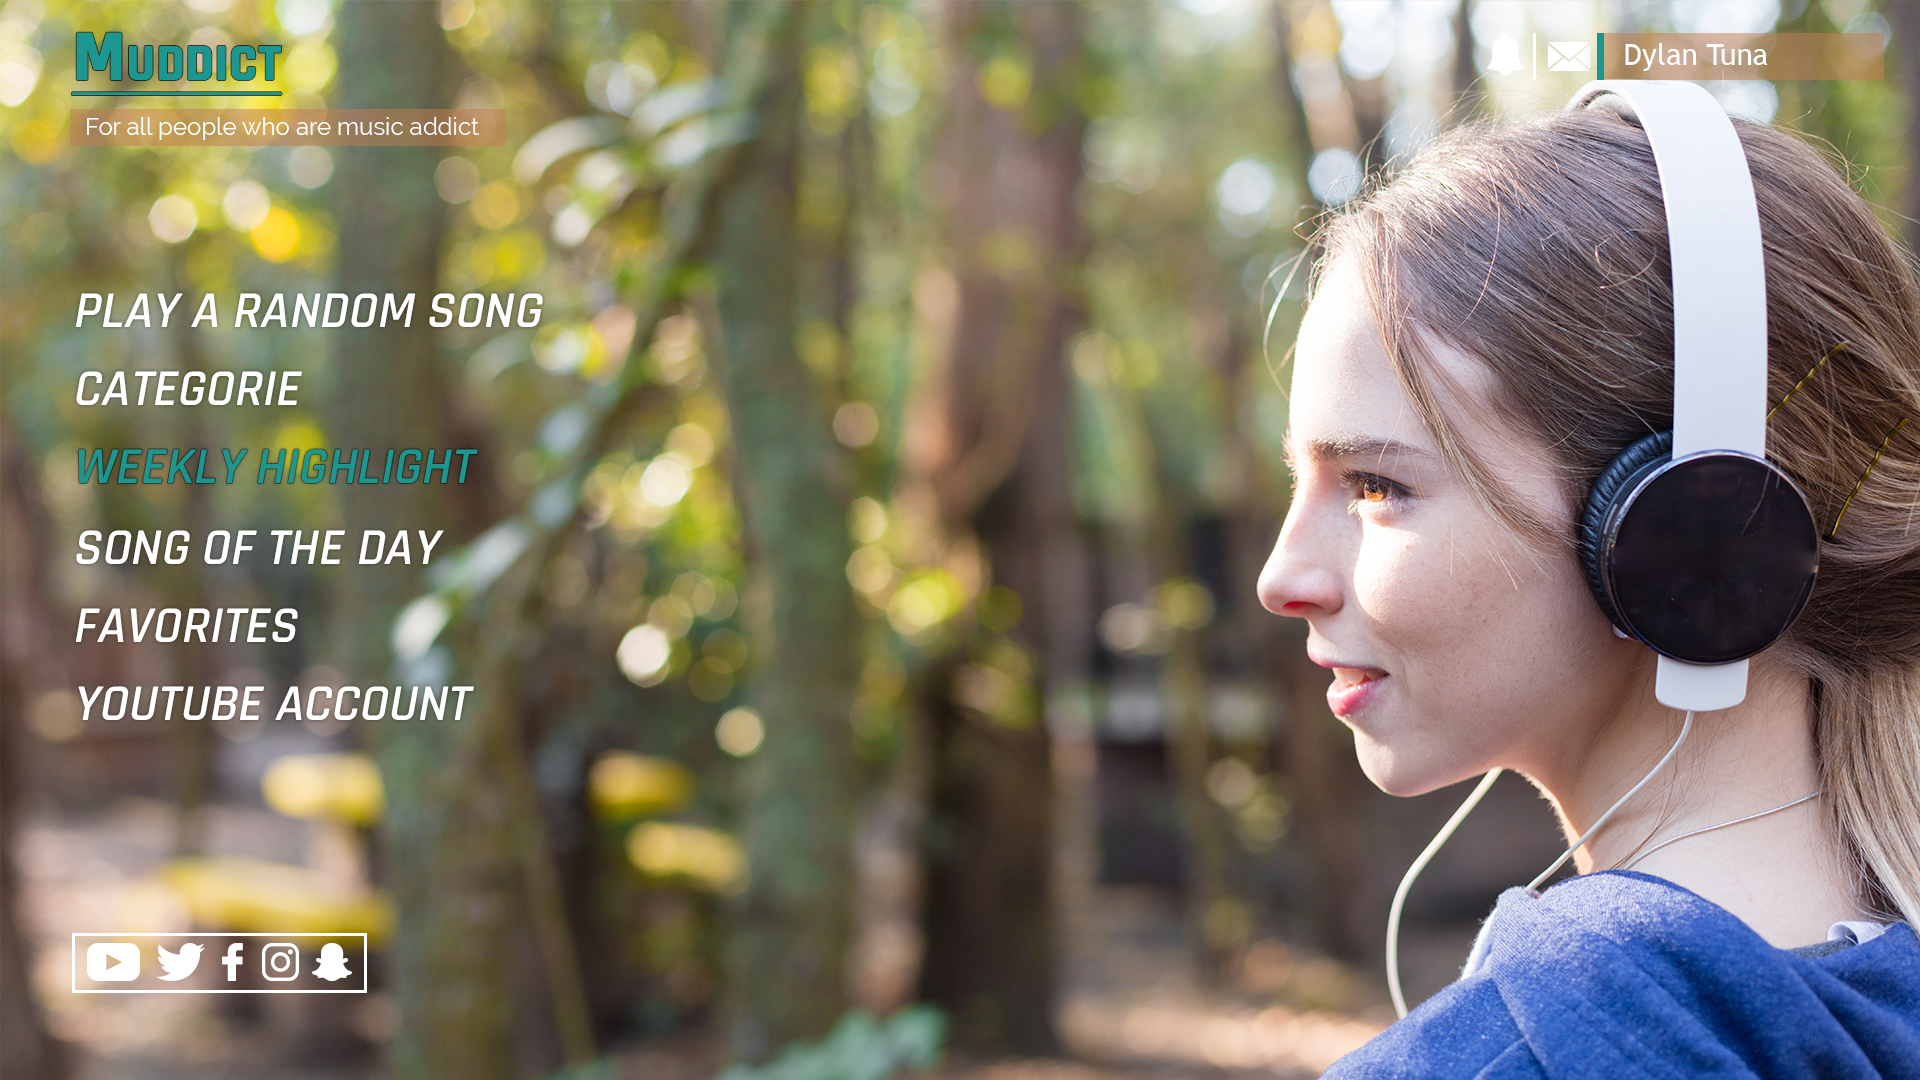 Muddict
Dylan Tuna
For all people who are music addict
PLAY A RANDOM SONG
CATEGORIE
WEEKLY HIGHLIGHT
SONG OF THE DAY
FAVORITES
YOUTUBE ACCOUNT